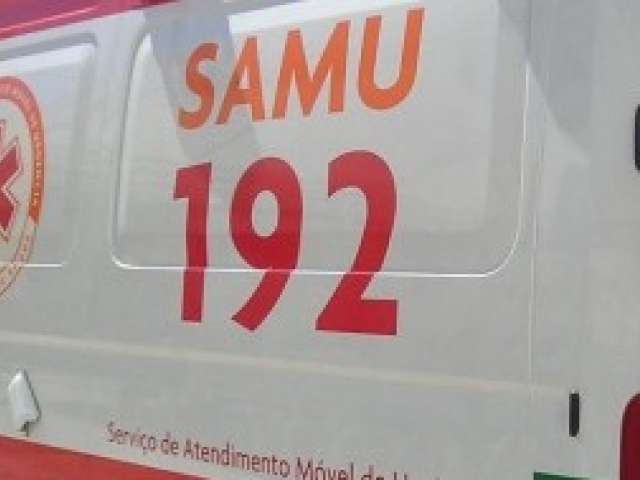 SAMU
192
Serviço de Atendimento Móvel de